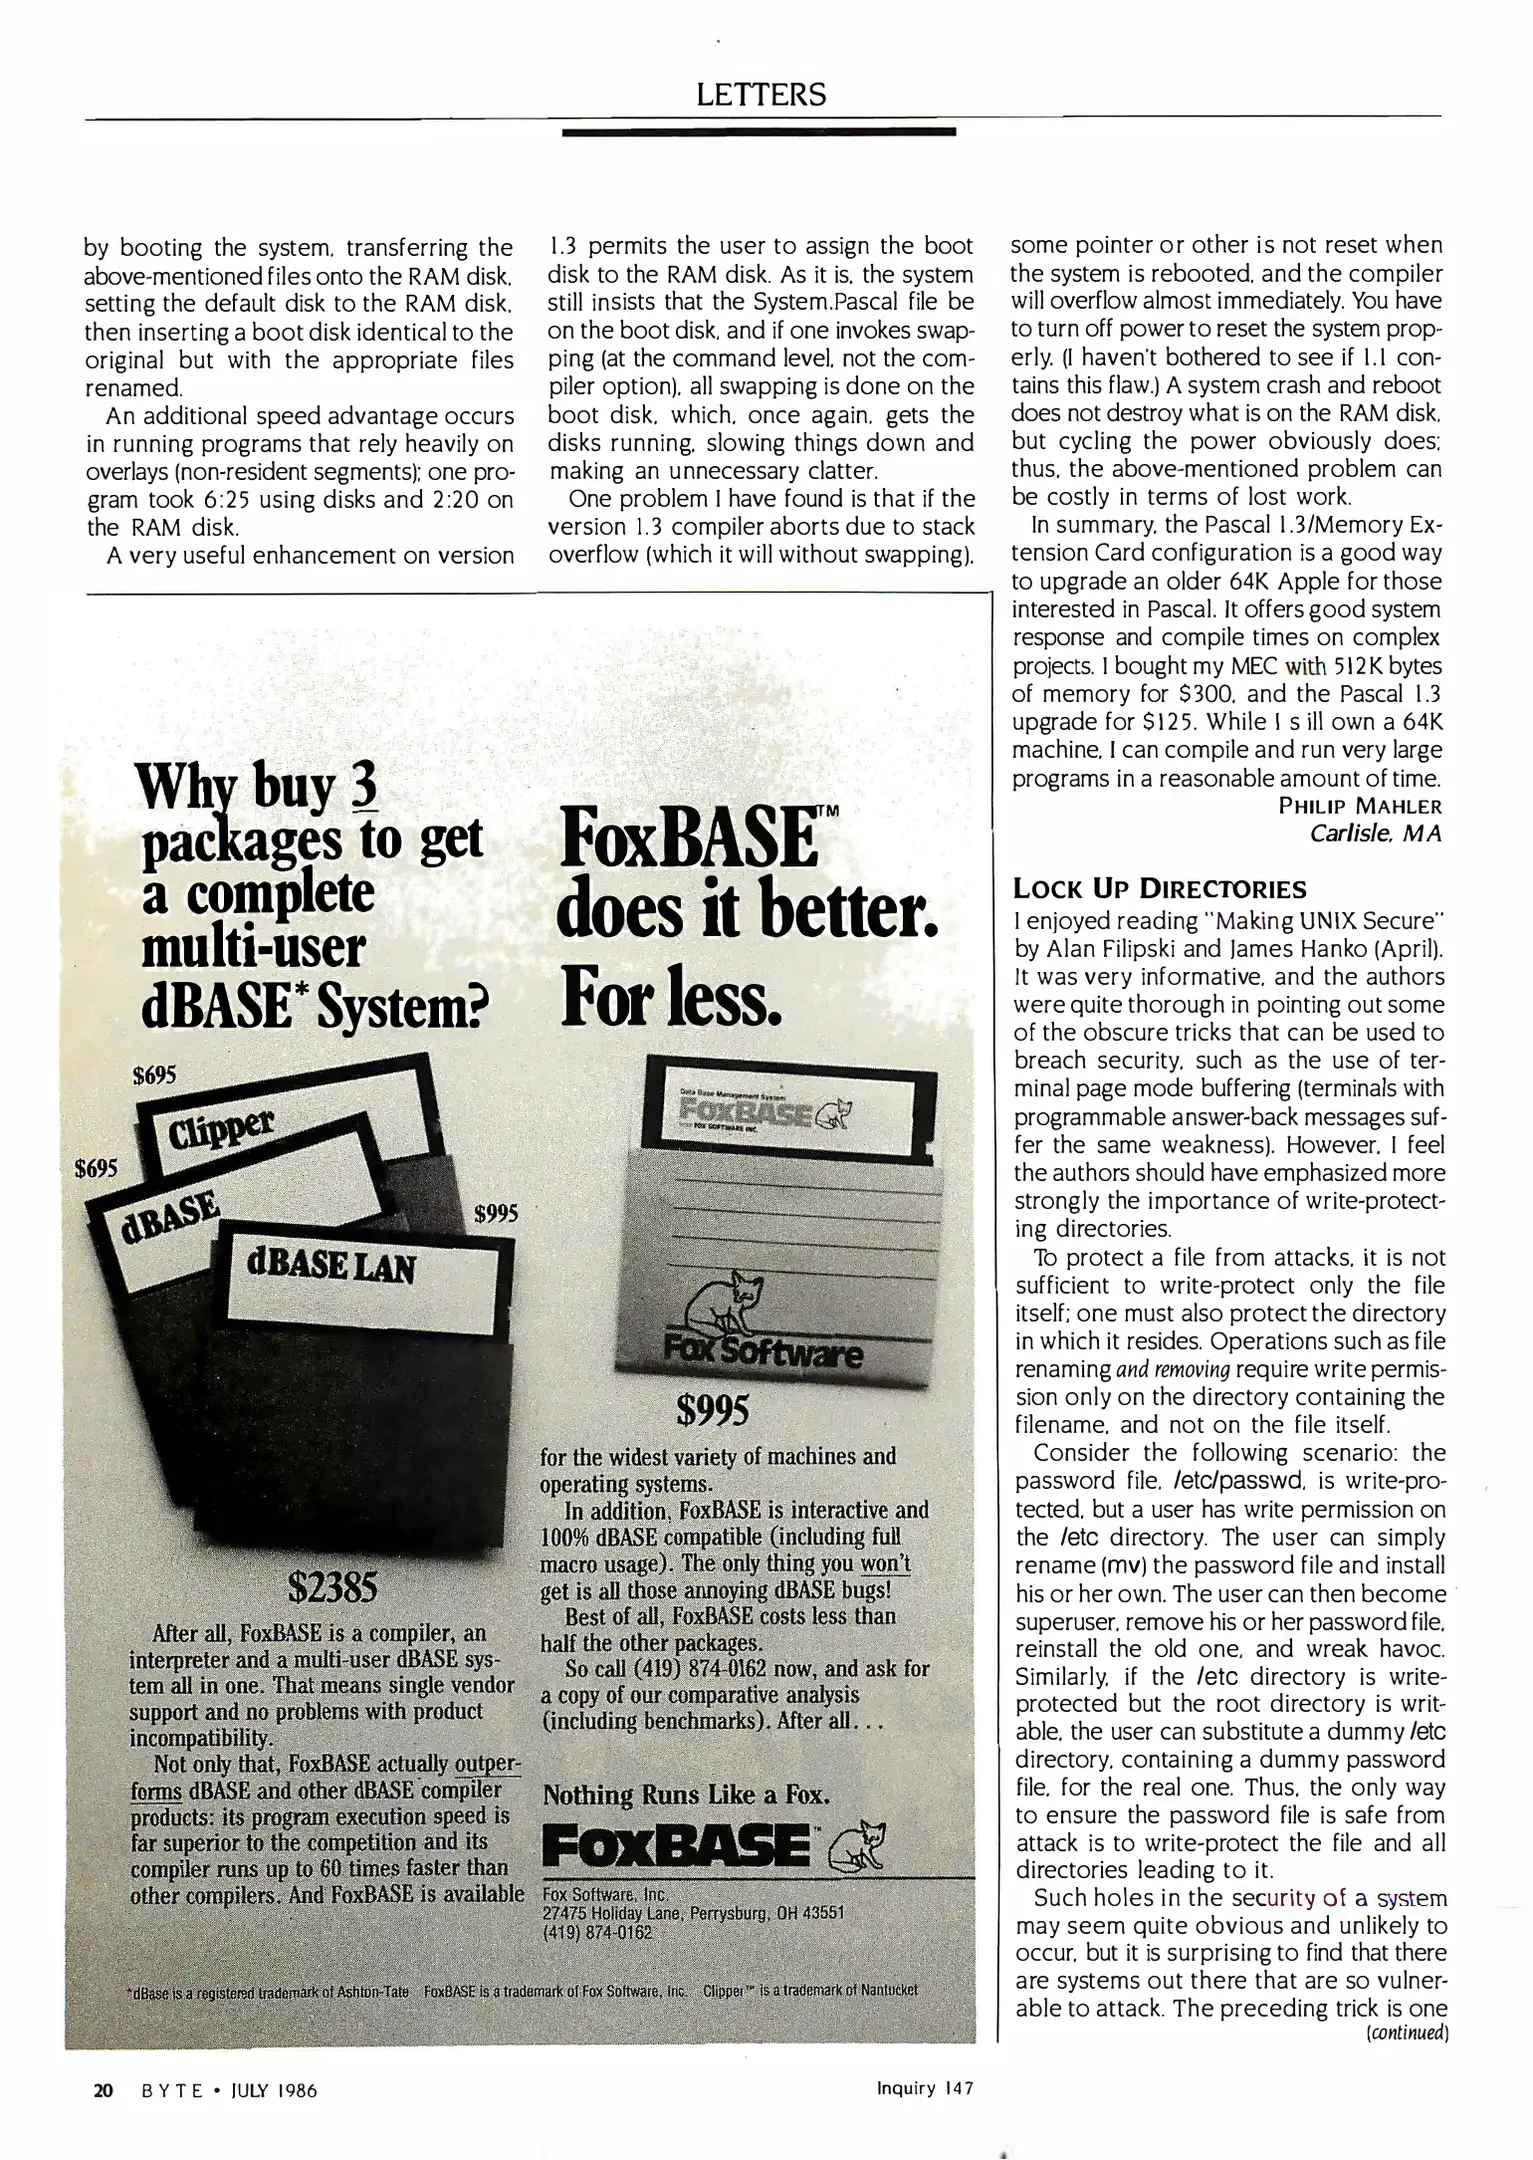 LETTERS
by booting the system, transferring the
above-mentioned files onto the RAM disk,
setting the default disk to the RAM disk,
then inserting a boot disk identical to the
original but with the appropriate files
renamed.
An additional speed advantage occurs
in running programs that rely heavily on
overlays (non-resident segments); one pro-
gram took 6:25 using disks and 2:20 on
the RAM disk.
A very useful enhancement on version
1.3 permits the user to assign the boot
disk to the RAM disk. As it is, the system
still insists that the System.Pascal file be
on the boot disk, and if one invokes swap-
ping (at the command level, not the com-
piler option), all swapping is done on the
boot disk, which, once again, gets the
disks running, slowing things down and
making an unnecessary clatter.
One problem I have found is that if the
version 1.3 compiler aborts due to stack
overflow (which it will without swapping),
some pointer or other is not reset when
the system is rebooted, and the compiler
will overflow almost immediately. You have
to turn off power to reset the system prop-
erly. (I haven't bothered to see if 1.1 con-
tains this flaw.) A system crash and reboot
does not destroy what is on the RAM disk,
but cycling the power obviously does;
thus, the above-mentioned problem can
be costly in terms of lost work.
In summary, the Pascal 1.3/Memory Ex-
tension Card configuration is a good way
to upgrade an older 64K Apple for those
interested in Pascal. It offers good system
response and compile times on complex
projects. I bought my MEC with 512K bytes
of memory for $300, and the Pascal 1.3
upgrade for $125. While I s ill own a 64K
machine, I can compile and run very large
programs in a reasonable amount of time.
PHILIP MAHLER
Carlisle, MA
LOCK UP DIRECTORIES
I enjoyed reading "Making UNIX Secure"
by Alan Filipski and James Hanko (April).
It was very informative, and the authors
were quite thorough in pointing out some
of the obscure tricks that can be used to
breach security, such as the use of ter-
minal page mode buffering (terminals with
programmable answer-back messages suf-
fer the same weakness). However, I feel
the authors should have emphasized more
strongly the importance of write-protect-
ing directories.
To protect a file from attacks, it is not
sufficient to write-protect only the file
itself; one must also protect the directory
in which it resides. Operations such as file
renaming and removing require write permis-
sion only on the directory containing the
filename, and not on the file itself.
Consider the following scenario: the
password file, /etc/passwd, is write-pro-
tected, but a user has write permission on
the /etc directory. The user can simply
rename (mv) the password file and install
his or her own. The user can then become
superuser, remove his or her password file,
reinstall the old one, and wreak havoc.
Similarly, if the /etc directory is write-
protected but the root directory is writ-
able, the user can substitute a dummy /etc
directory, containing a dummy password
file, for the real one. Thus, the only way
to ensure the password file is safe from
attack is to write-protect the file and all
directories leading to it.
Such holes in the security of a system
may seem quite obvious and unlikely to
occur, but it is surprising to find that there
are systems out there that are so vulner-
able to attack. The preceding trick is one
(continued)
Why buy 3
packages to get
a complete
multi-user
dBASE* System?
$695
Clipper
$695
dBASE
$995
dBASE LAN
$2385
After all, FoxBASE is a compiler, an
interpreter and a multi-user dBASE sys-
tem all in one. That means single vendor
support and no problems with product
incompatibility.
Not only that, FoxBASE actually outper-
forms dBASE and other dBASE compiler
products: its program execution speed is
far superior to the competition and its
compiler runs up to 60 times faster than
other compilers. And FoxBASE is available
FoxBASE™
does it better.
For less.
Data Base Management System
FOXBASE
from FOX SOFTWARE INC.
Fox Software
$995
for the widest variety of machines and
operating systems.
In addition, FoxBASE is interactive and
100% dBASE compatible (including full
macro usage). The only thing you won't
get is all those annoying dBASE bugs!
Best of all, FoxBASE costs less than
half the other packages.
So call (419) 874-0162 now, and ask for
a copy of our comparative analysis
(including benchmarks). After all. . .
Nothing Runs Like a Fox.
FOXBASE™
Fox Software, Inc.
27475 Holiday Lane, Perrysburg, OH 43551
(419) 874-0162
*dBase is a registered trademark of Ashton-Tate FoxBASE is a trademark of Fox Software, Inc. Clipper™ is a trademark of Nantucket
20 BYTE • JULY 1986
Inquiry 147